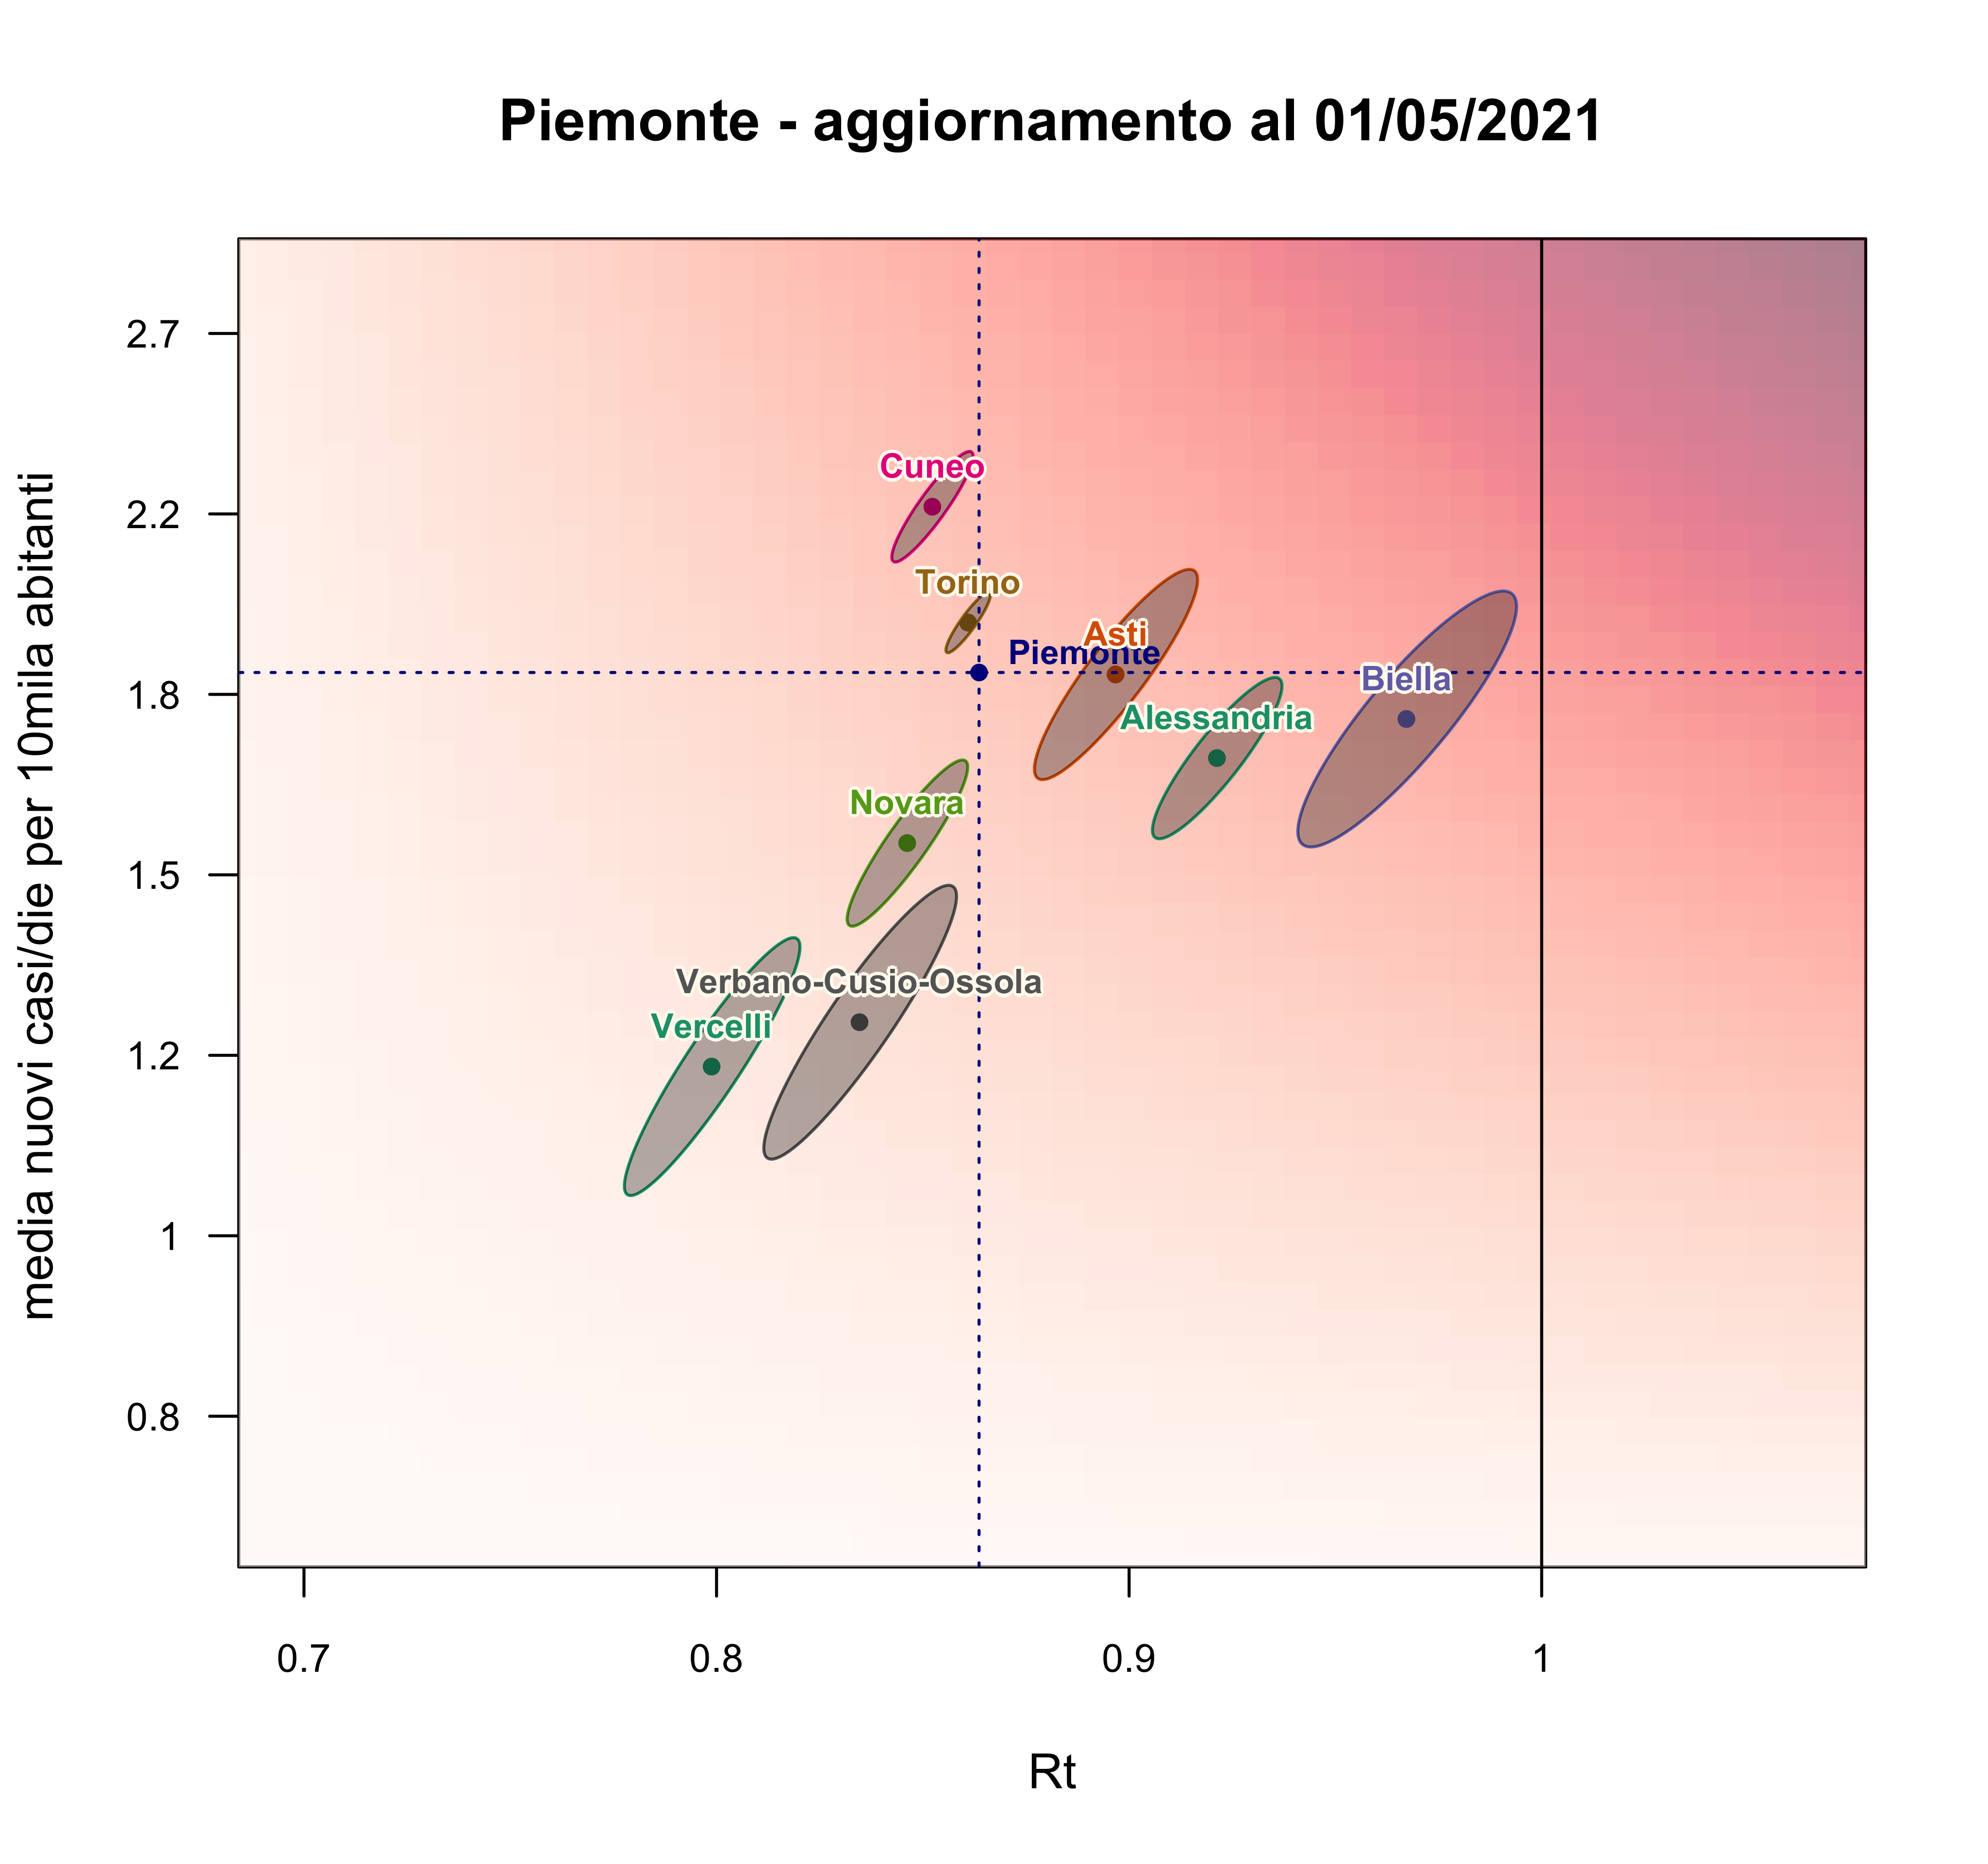 Piemonte - aggiornamento al 01/05/2021
media nuovi casi/die per 10mila abitanti
2.7
2.2
1.8
1.5
1.2
1
0.8
Cuneo
Torino
Asti
Piemonte
Biella
Alessandria
Novara
Verbano-Cusio-Ossola
Vercelli
0.7
0.8
0.9
1
Rt